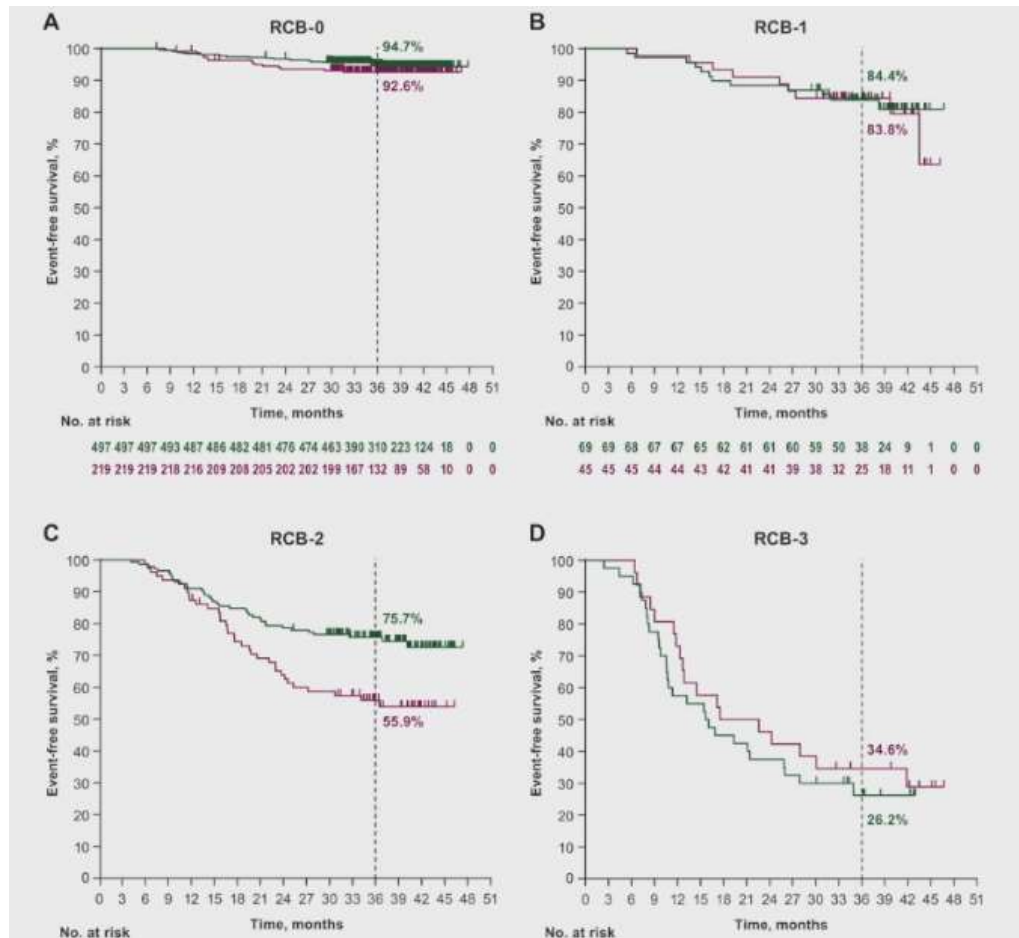 A
RCB-0
Event-free survival, %
100
90
80
70
60
50
40
30
20
10
0
94.7%
92.6%
0 3 6 9 12 15 18 21 24 27 30 33 36 39 42 45 48 51
Time, months
No. at risk
497 497 497 493 487 486 482 481 476 474 463 390 310 223 124 18 0 0
219 219 219 218 216 209 208 205 202 202 199 167 132 89 58 10 0 0
B
RCB-1
Event-free survival, %
100
90
80
70
60
50
40
30
20
10
0
84.4%
83.8%
0 3 6 9 12 15 18 21 24 27 30 33 36 39 42 45 48 51
Time, months
No. at risk
69 69 68 67 67 65 62 61 61 60 59 50 38 24 9 1 0 0
45 45 45 44 44 43 42 41 41 39 38 32 25 18 11 1 0 0
C
RCB-2
Event-free survival, %
100
90
80
70
60
50
40
30
20
10
0
75.7%
55.9%
0 3 6 9 12 15 18 21 24 27 30 33 36 39 42 45 48 51
Time, months
No. at risk
D
RCB-3
Event-free survival, %
100
90
80
70
60
50
40
30
20
10
0
34.6%
26.2%
0 3 6 9 12 15 18 21 24 27 30 33 36 39 42 45 48 51
Time, months
No. at risk